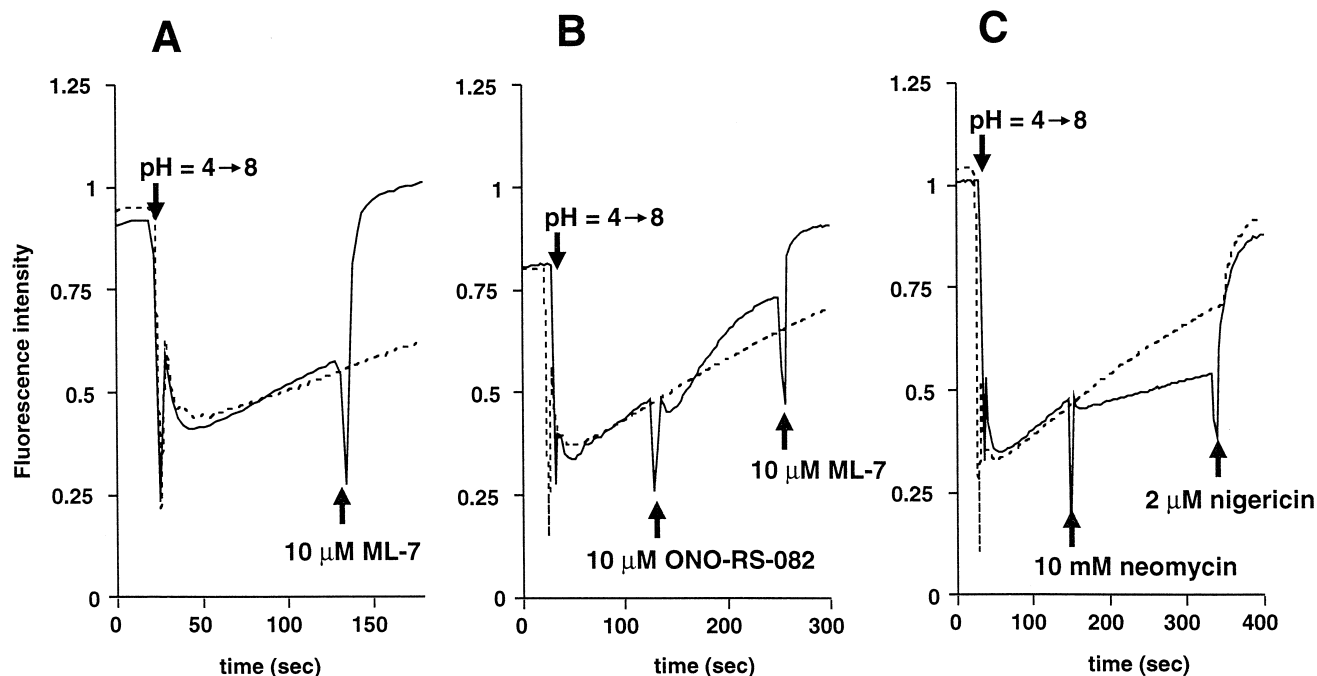 A
B
C
Fluorescence intensity
1.25
1
0.75
0.5
0.25
0
pH = 4→8
10 μM ML-7
0
50
100
150
time (sec)
1.25
1
0.75
0.5
0.25
0
pH = 4→8
10 μM ML-7
10 μM ONO-RS-082
0
100
200
300
time (sec)
1.25
1
0.75
0.5
0.25
0
pH = 4→8
2 μM nigericin
10 mM neomycin
0
100
200
300
400
time (sec)